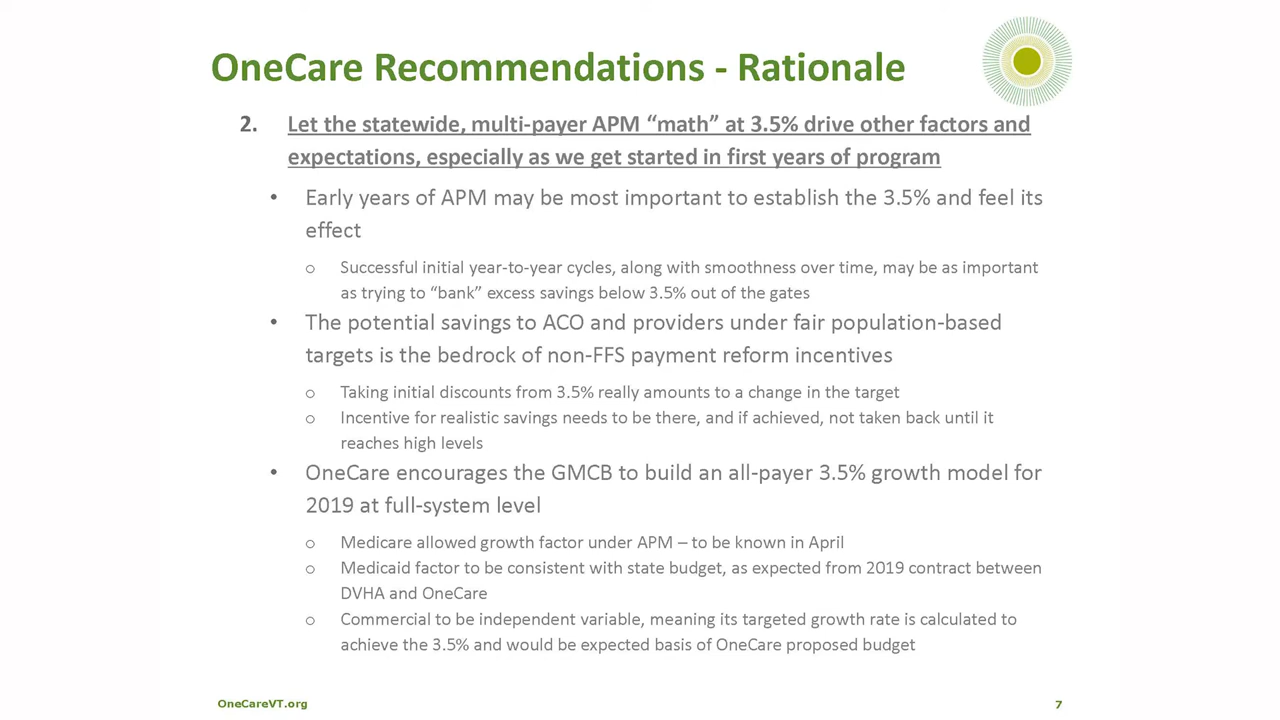 OneCare Recommendations - Rationale
2. Let the statewide, multi-payer APM “math” at 3.5% drive other factors and
expectations, especially as we get started in first years of program
• Early years of APM may be most important to establish the 3.5% and feel its
effect
o Successful initial year-to-year cycles, along with smoothness over time, may be as important
as trying to “bank” excess savings below 3.5% out of the gates
• The potential savings to ACO and providers under fair population-based
targets is the bedrock of non-FFS payment reform incentives
o Taking initial discounts from 3.5% really amounts to a change in the target
o Incentive for realistic savings needs to be there, and if achieved, not taken back until it
reaches high levels
• OneCare encourages the GMCB to build an all-payer 3.5% growth model for
2019 at full-system level
o Medicare allowed growth factor under APM – to be known in April
o Medicaid factor to be consistent with state budget, as expected from 2019 contract between
DVHA and OneCare
o Commercial to be independent variable, meaning its targeted growth rate is calculated to
achieve the 3.5% and would be expected basis of OneCare proposed budget
OneCareVT.org 7